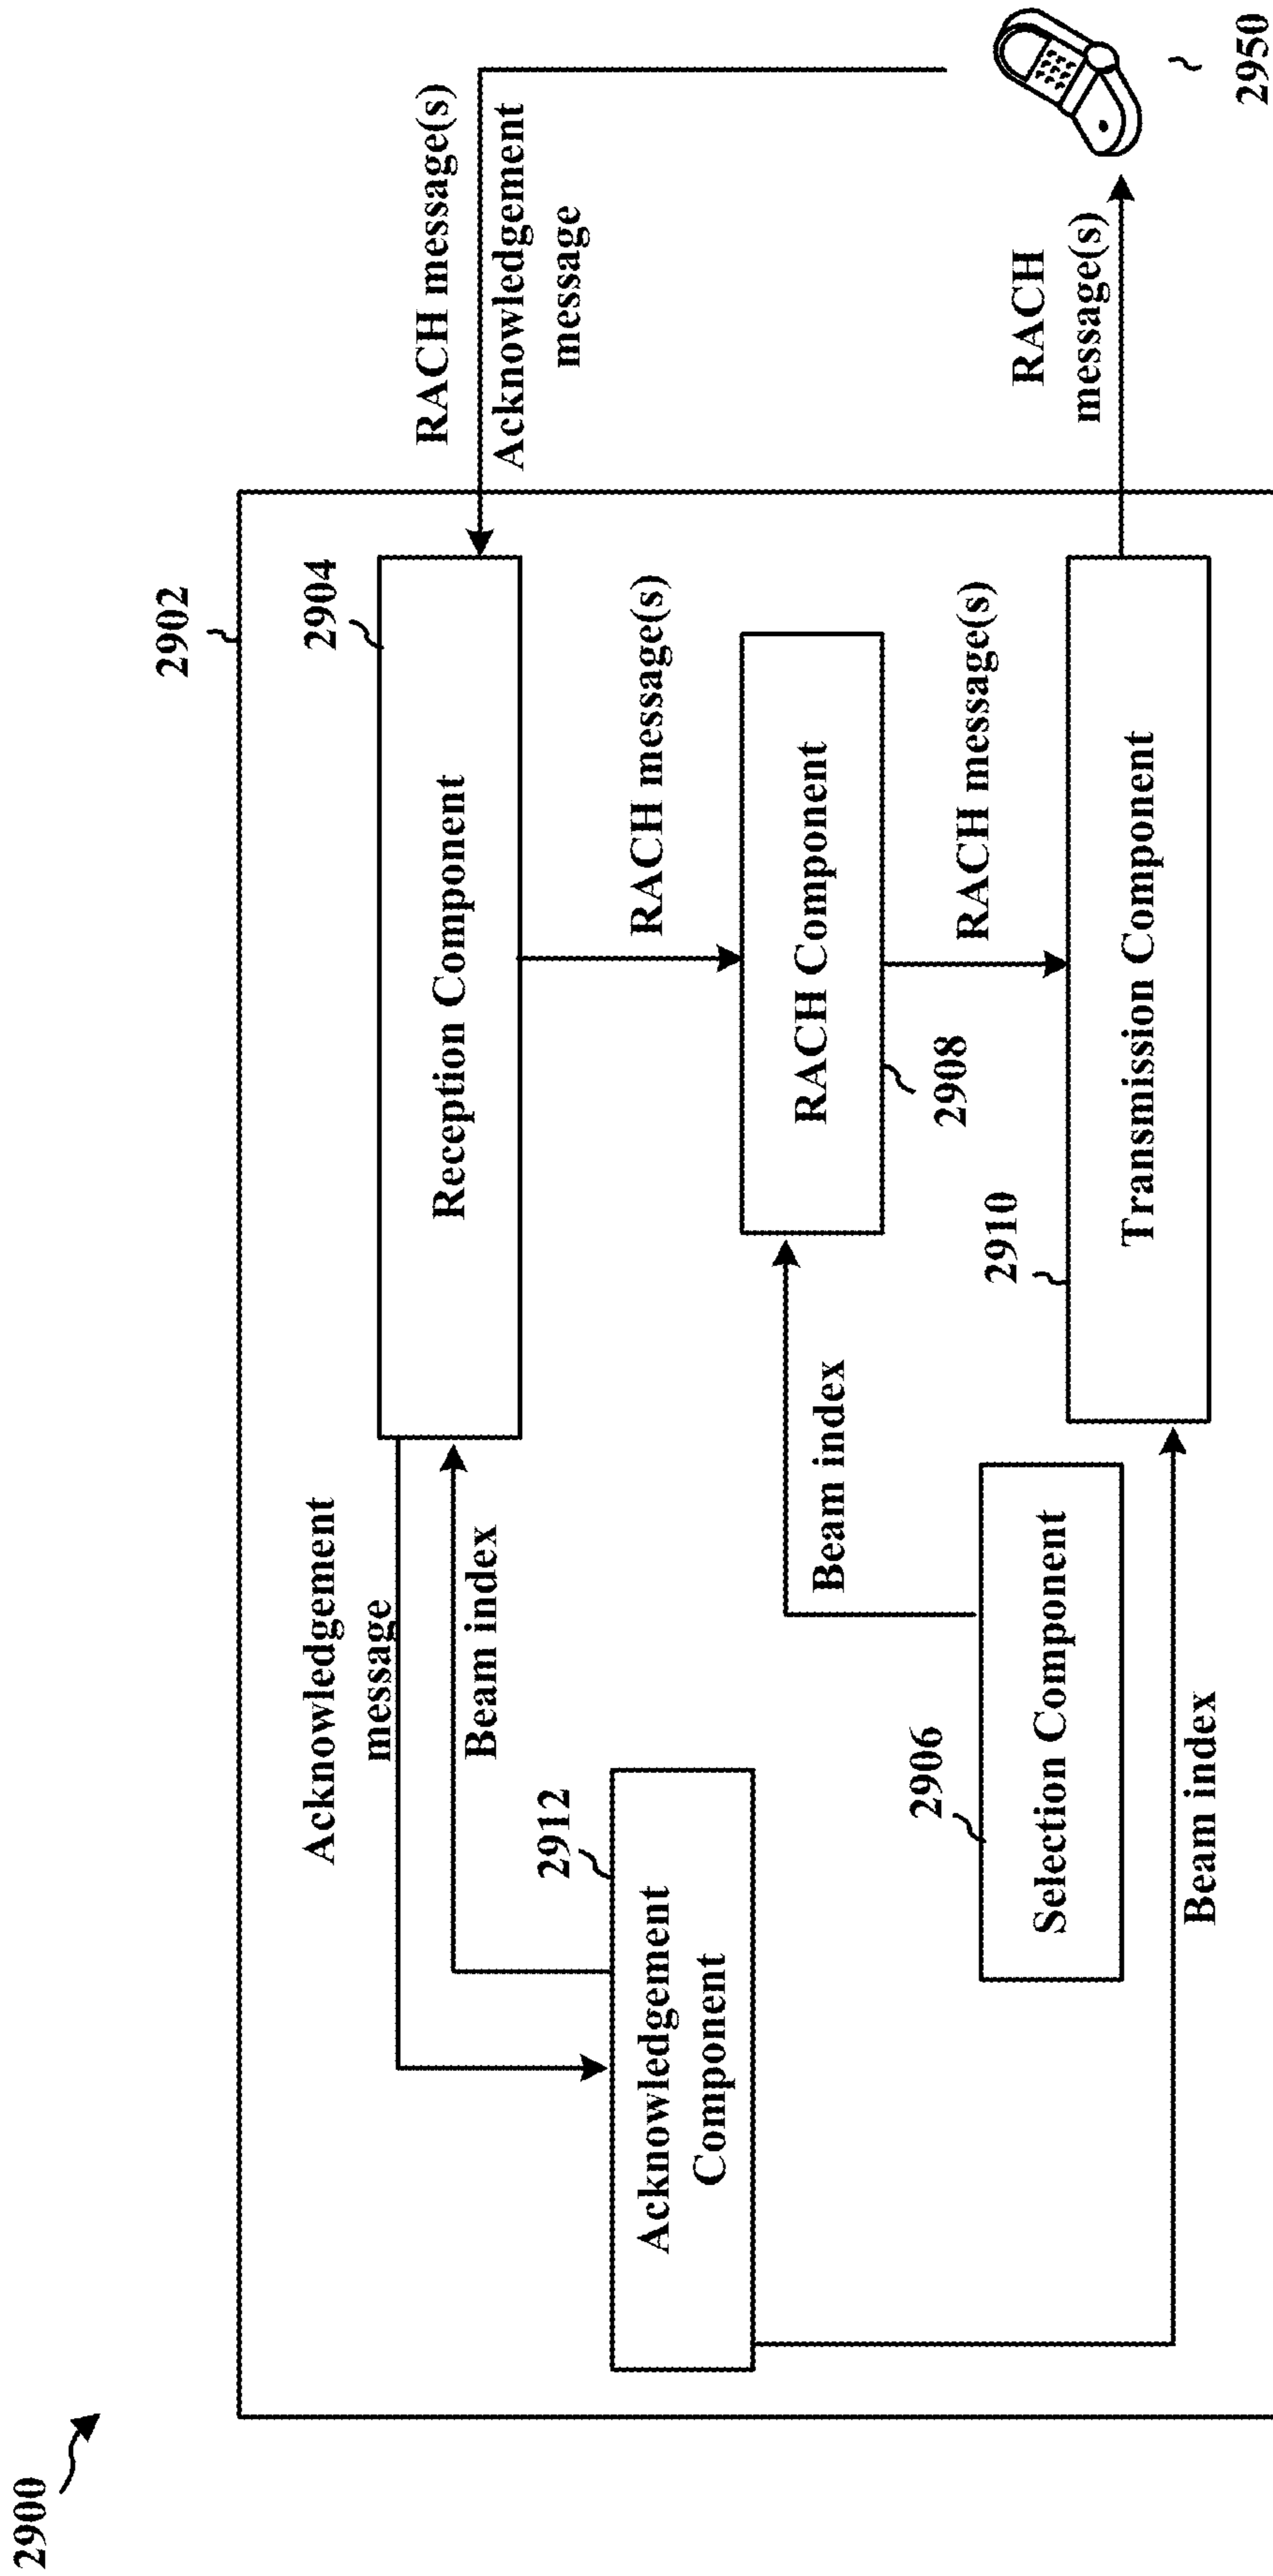 2900
2902
2904
Reception Component
Acknowledgement
message
Beam index
RACH message(s)
Acknowledgement
message
2912
Acknowledgement
Component
RACH message(s)
RACH Component
2908
Beam index
2906
Selection Component
RACH message(s)
2910
Transmission Component
Beam index
RACH
message(s)
2950